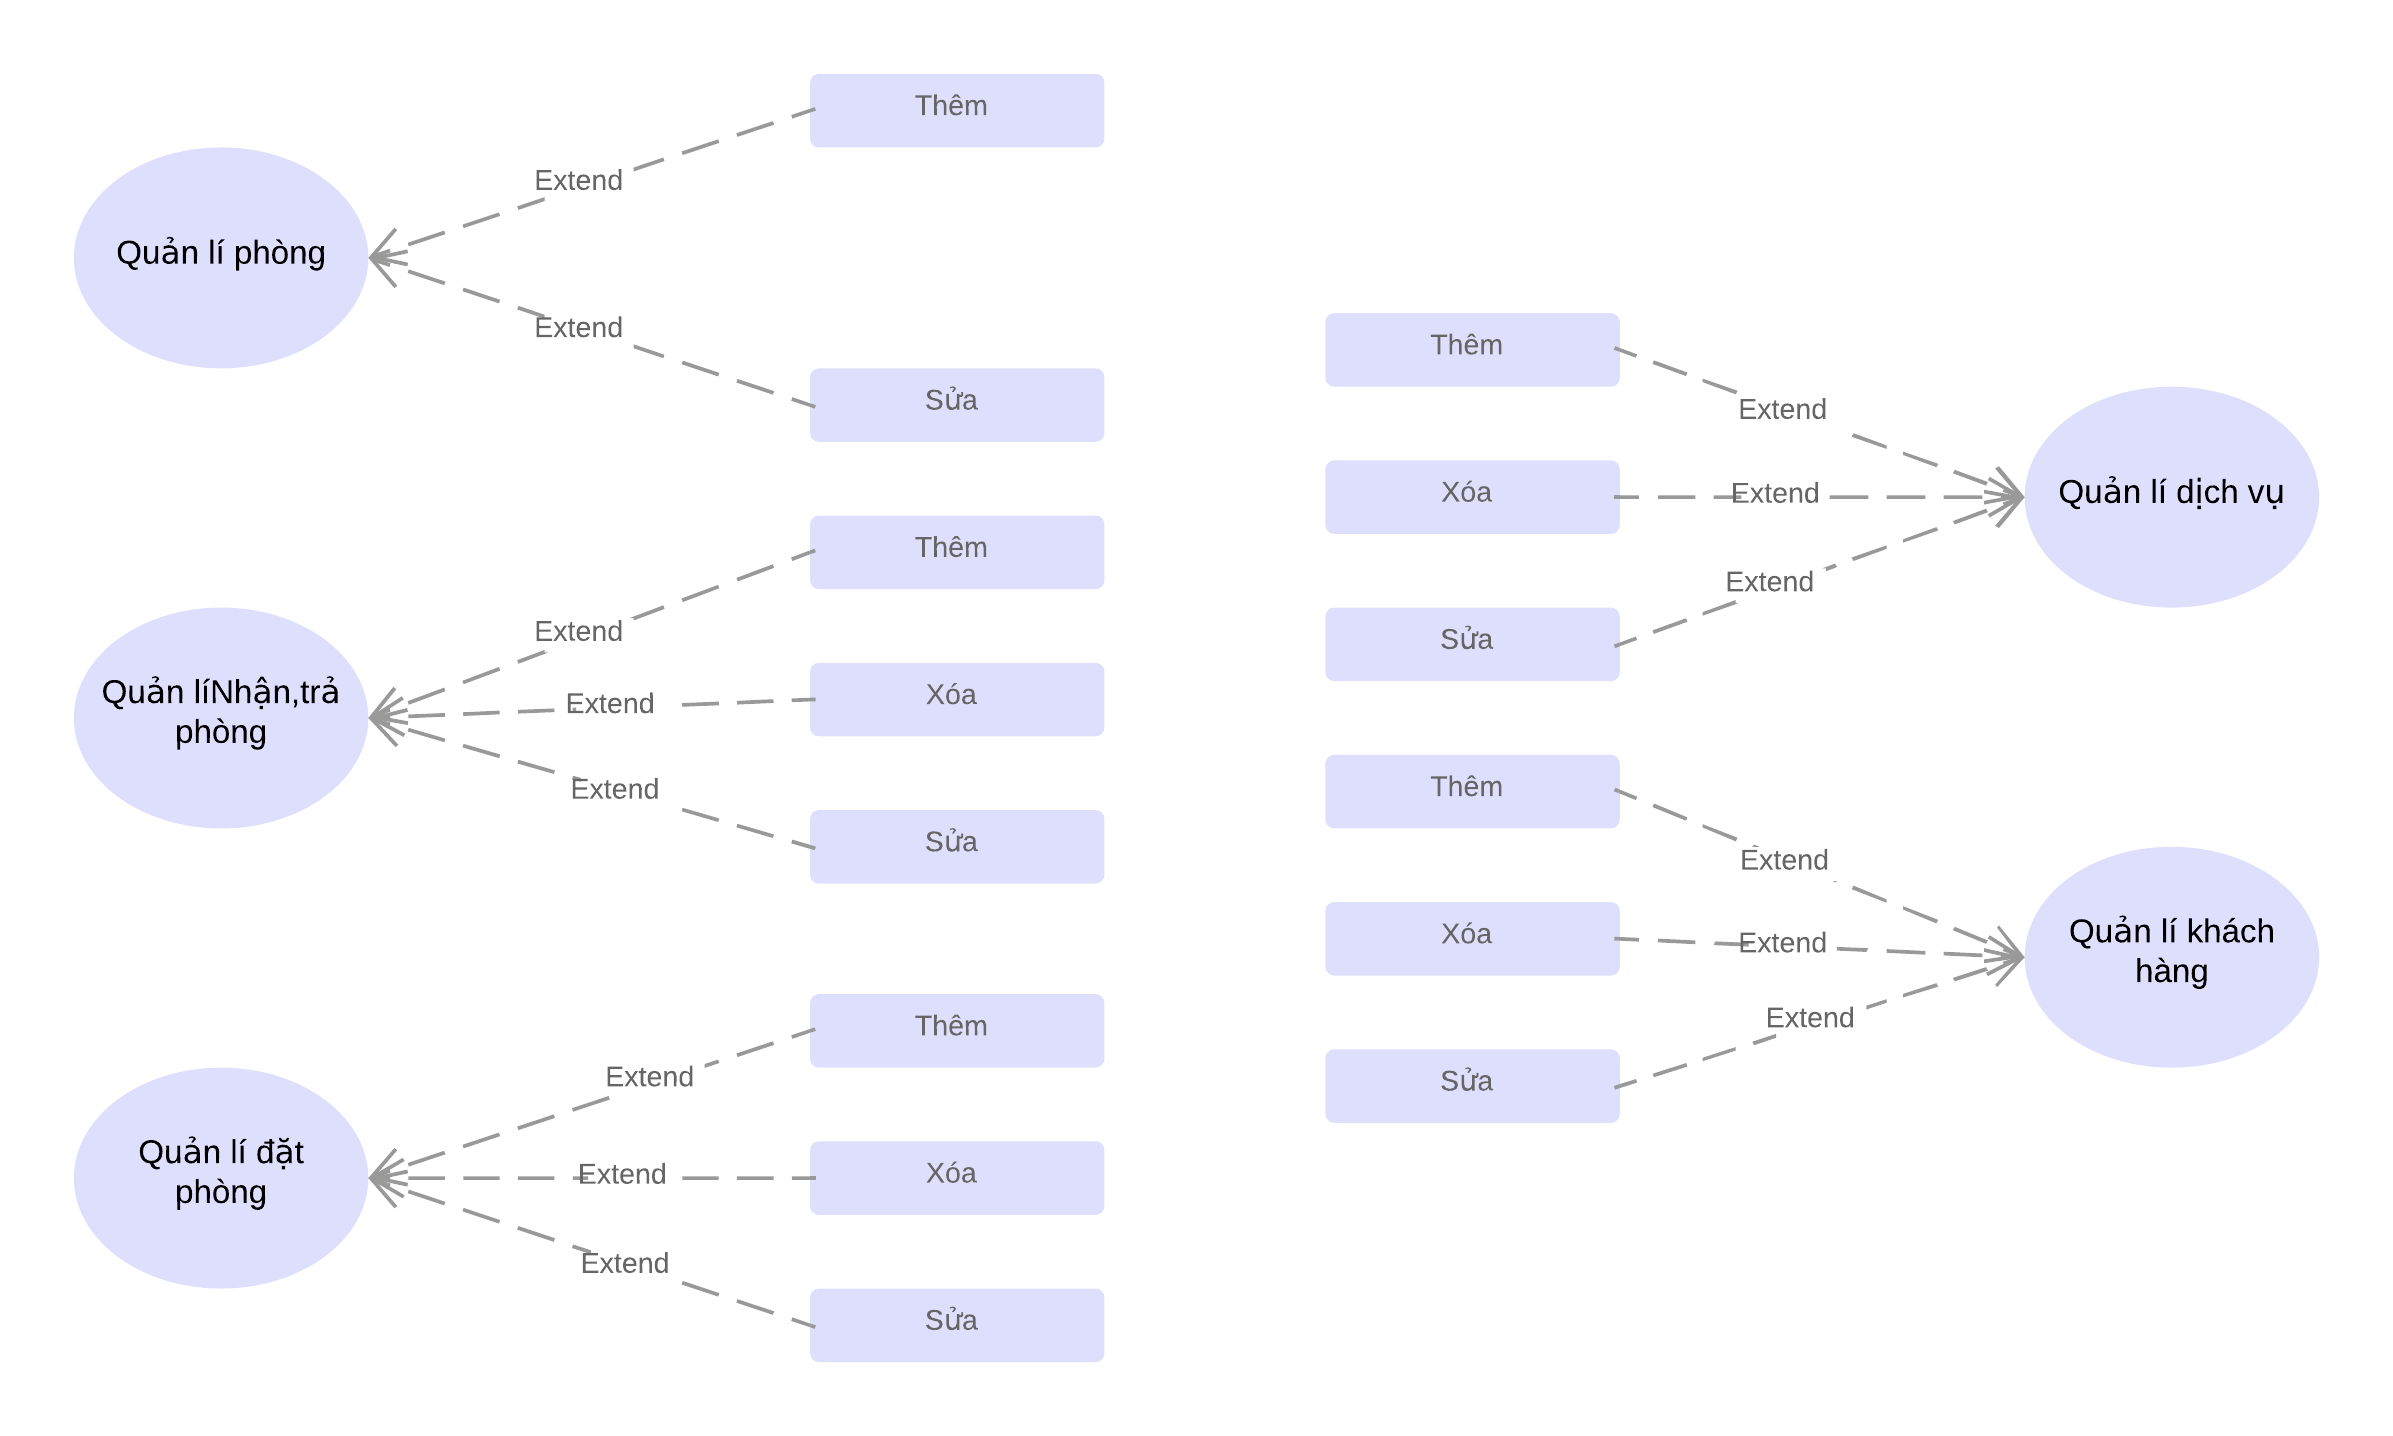 Thêm
Extend
Quản lí phòng
Extend
Sửa
Thêm
Extend
Quản líNhận,trả
phòng
Extend
Xóa
Extend
Sửa
Thêm
Extend
Quản lí đặt
phòng
Extend
Xóa
Extend
Sửa
Thêm
Extend
Xóa
Extend
Quản lí dịch vụ
Extend
Sửa
Thêm
Extend
Xóa
Extend
Quản lí khách
hàng
Extend
Sửa